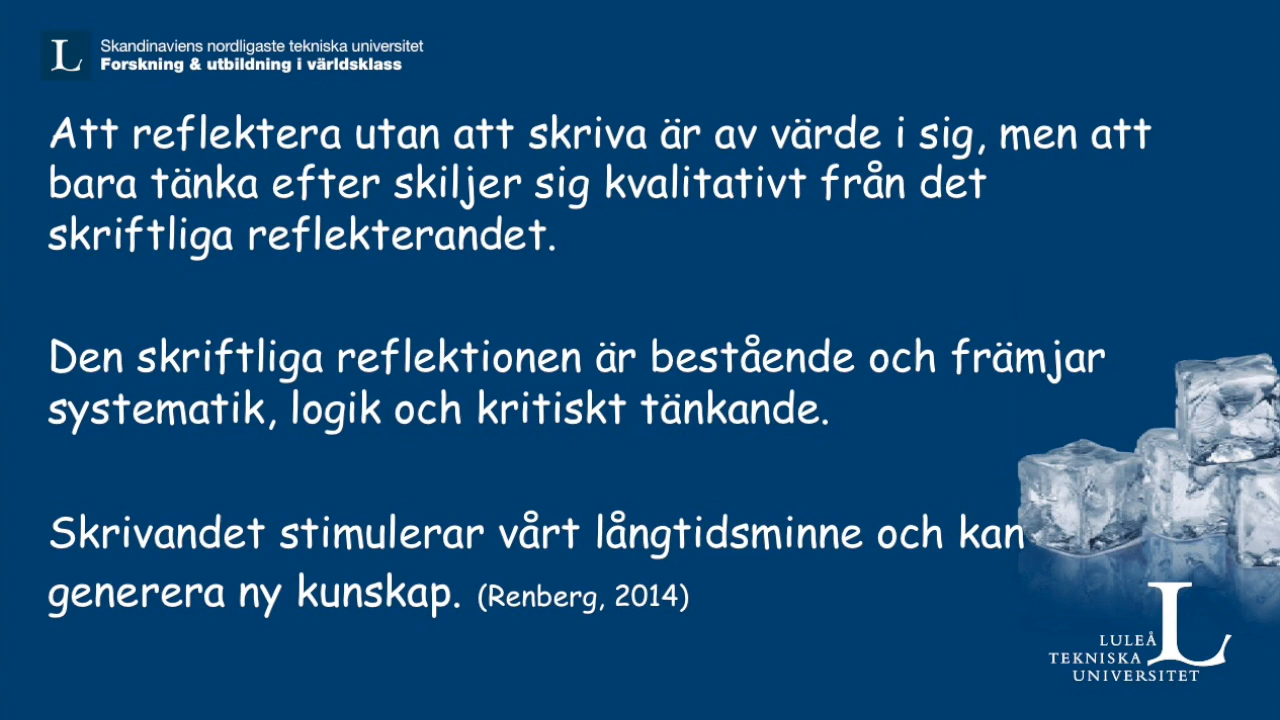 L
Skandinaviens nordligaste tekniska universitet
Forskning & utbildning i världsklass
Att reflektera utan att skriva är av värde i sig, men att
bara tänka efter skiljer sig kvalitativt från det
skriftliga reflekterandet.
Den skriftliga reflektionen är bestående och främjar
systematik, logik och kritiskt tänkande.
Skrivandet stimulerar vårt långtidsminne och kan
generera ny kunskap. (Renberg, 2014)
L
LULEÅ
TEKNISKA
UNIVERSITET